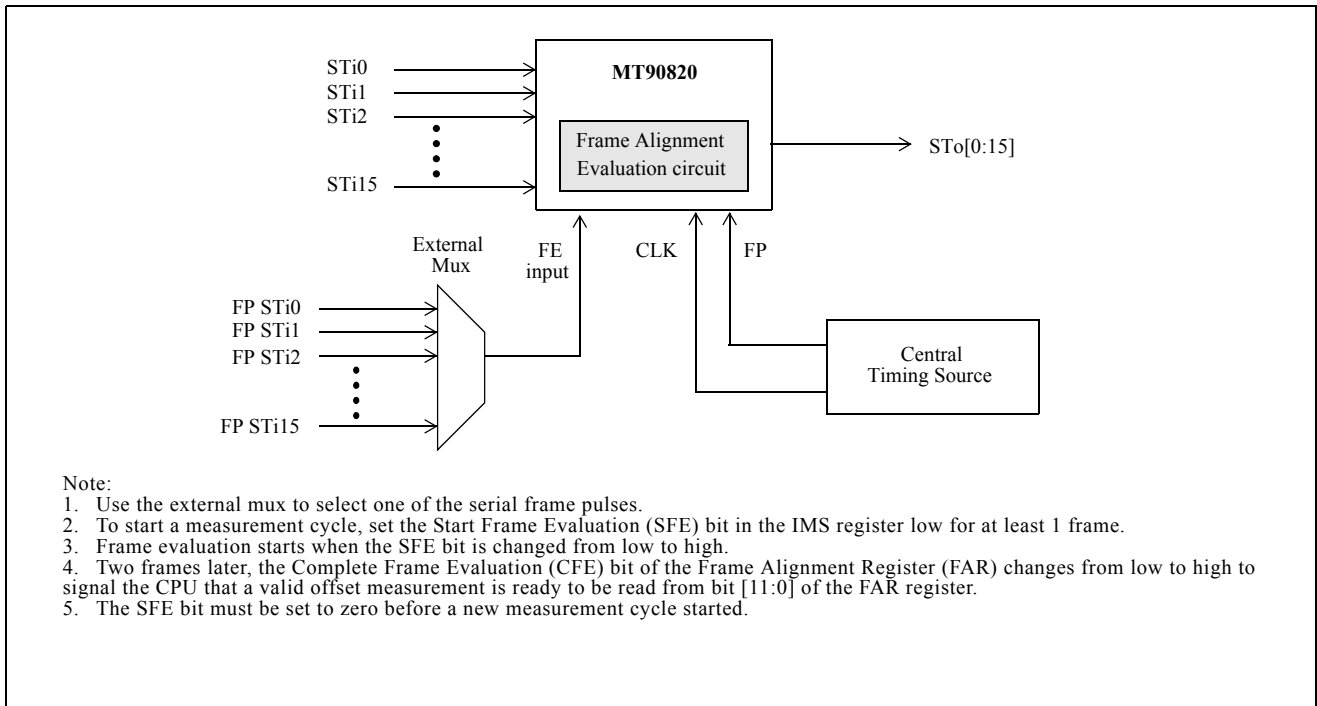 STi0
STi1
STi2
STi15
MT90820
Frame Alignment
Evaluation circuit
STo[0:15]
External
Mux
FE
input
CLK
FP
FP STi0
FP STi1
FP STi2
FP STi15
Central
Timing Source
Note:
1. Use the external mux to select one of the serial frame pulses.
2. To start a measurement cycle, set the Start Frame Evaluation (SFE) bit in the IMS register low for at least 1 frame.
3. Frame evaluation starts when the SFE bit is changed from low to high.
4. Two frames later, the Complete Frame Evaluation (CFE) bit of the Frame Alignment Register (FAR) changes from low to high to
signal the CPU that a valid offset measurement is ready to be read from bit [11:0] of the FAR register.
5. The SFE bit must be set to zero before a new measurement cycle started.